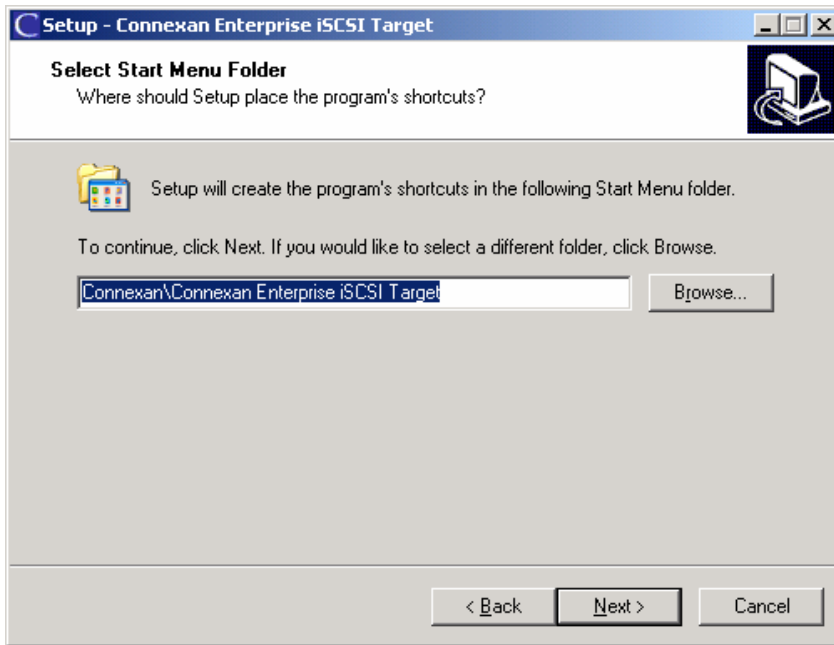 Setup - Connexan Enterprise iSCSI Target
Select Start Menu Folder
Where should Setup place the program's shortcuts?
Setup will create the program's shortcuts in the following Start Menu folder.
To continue, click Next. If you would like to select a different folder, click Browse.
Connexan\Connexan Enterprise iSCSI Target
Browse...
< Back Next > Cancel